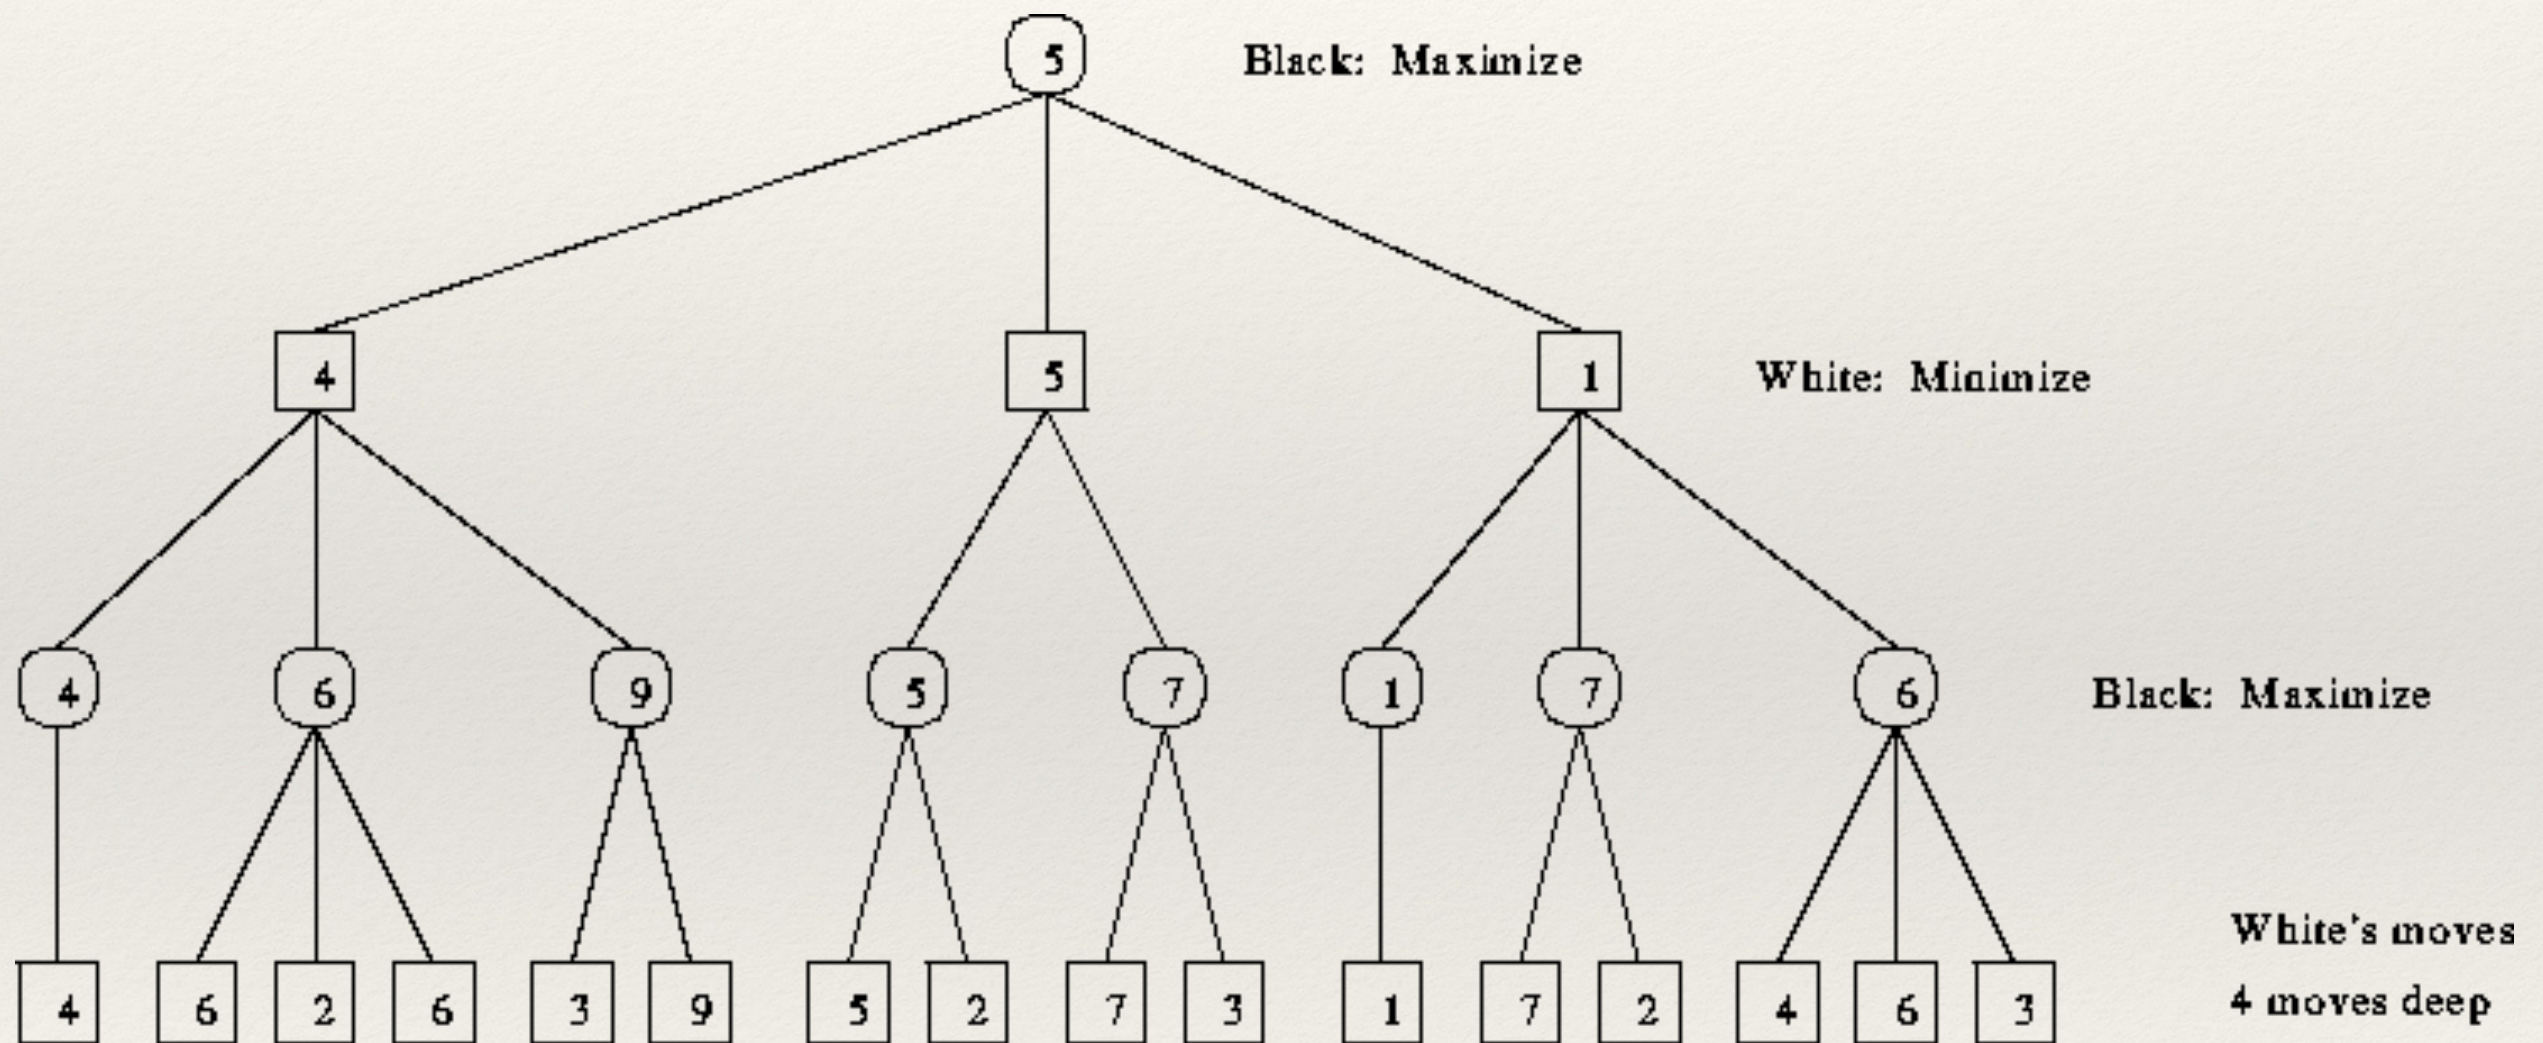 5 Black: Maximize
4 5 1 White: Minimize
4 6 9 5 7 1 7 6 Black: Maximize
White's moves
4 6 2 6 3 9 5 2 7 3 1 7 2 4 6 3 4 moves deep